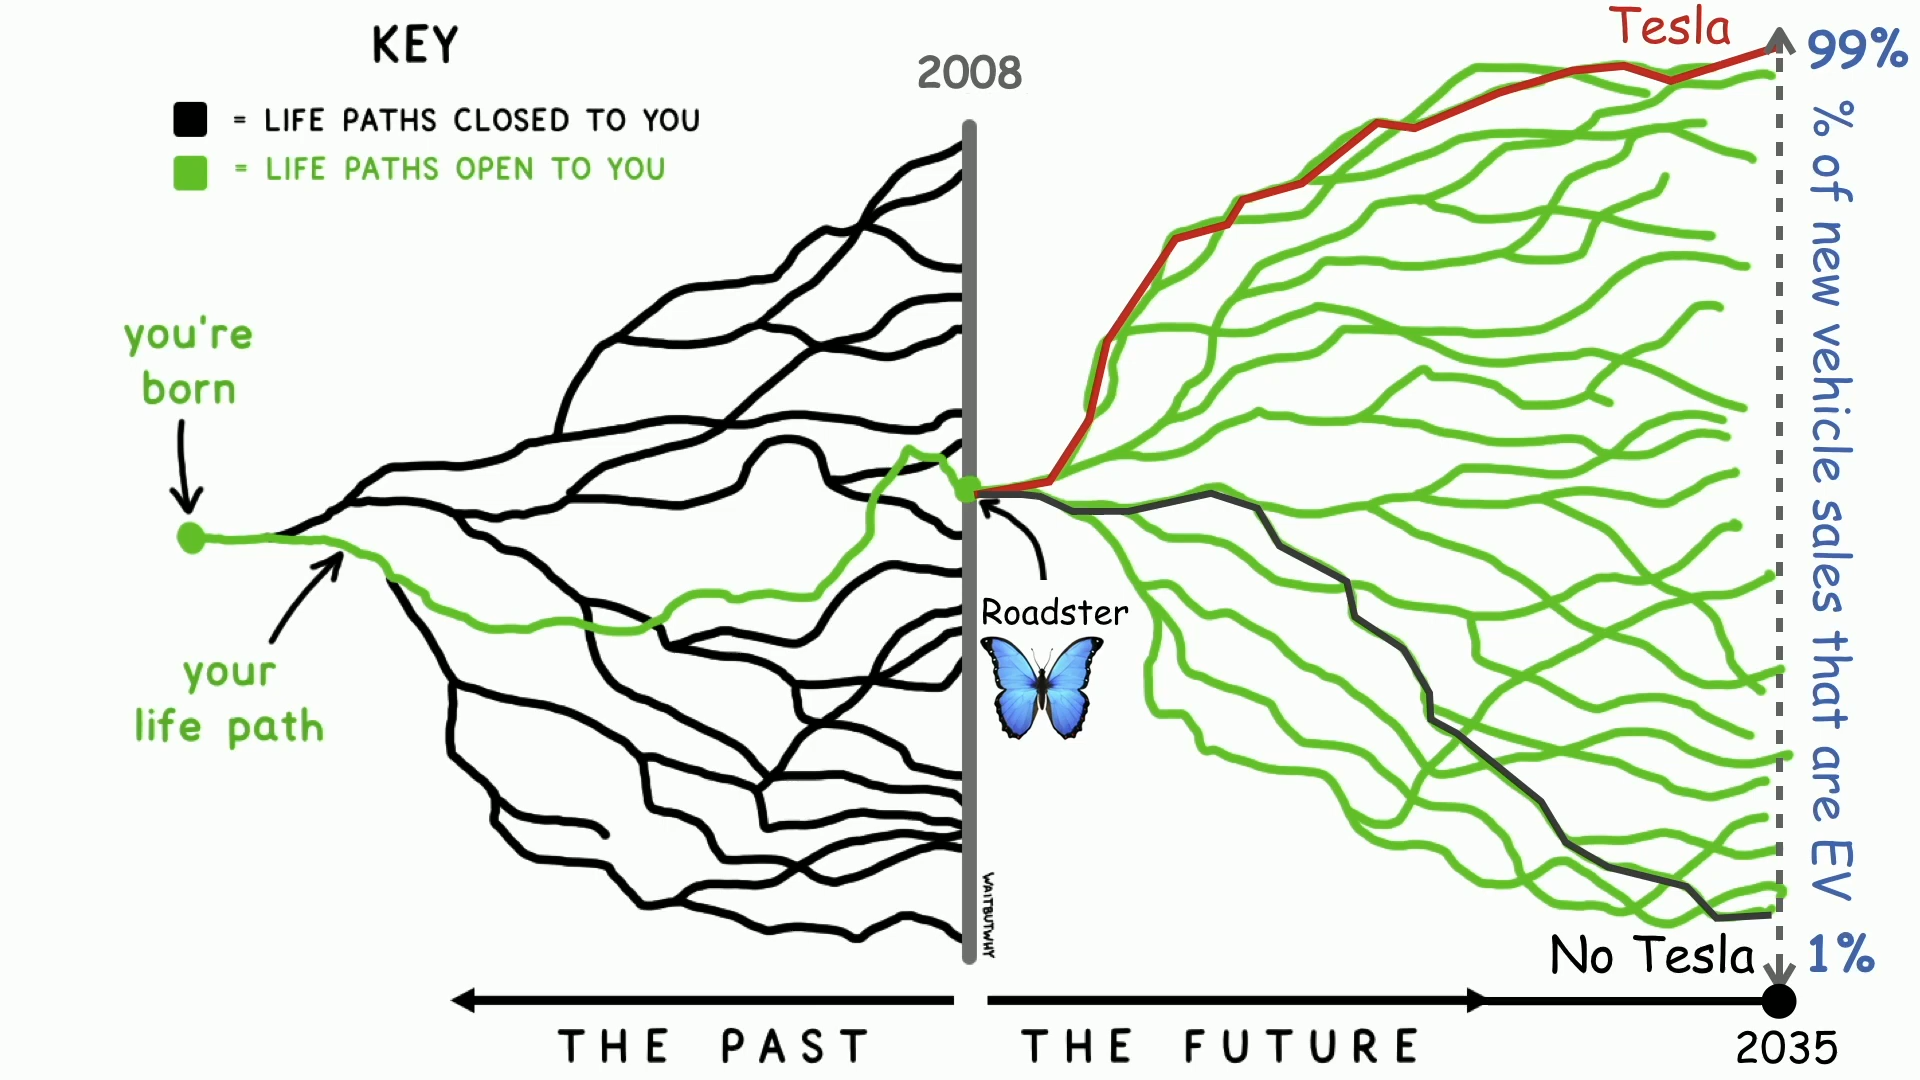 KEY
= LIFE PATHS CLOSED TO YOU
= LIFE PATHS OPEN TO YOU
2008
Tesla
99%
% of new vehicle sales that are EV
1%
you're
born
your
life path
Roadster
WAITBUTWHY
No Tesla
THE PAST
THE FUTURE
2035